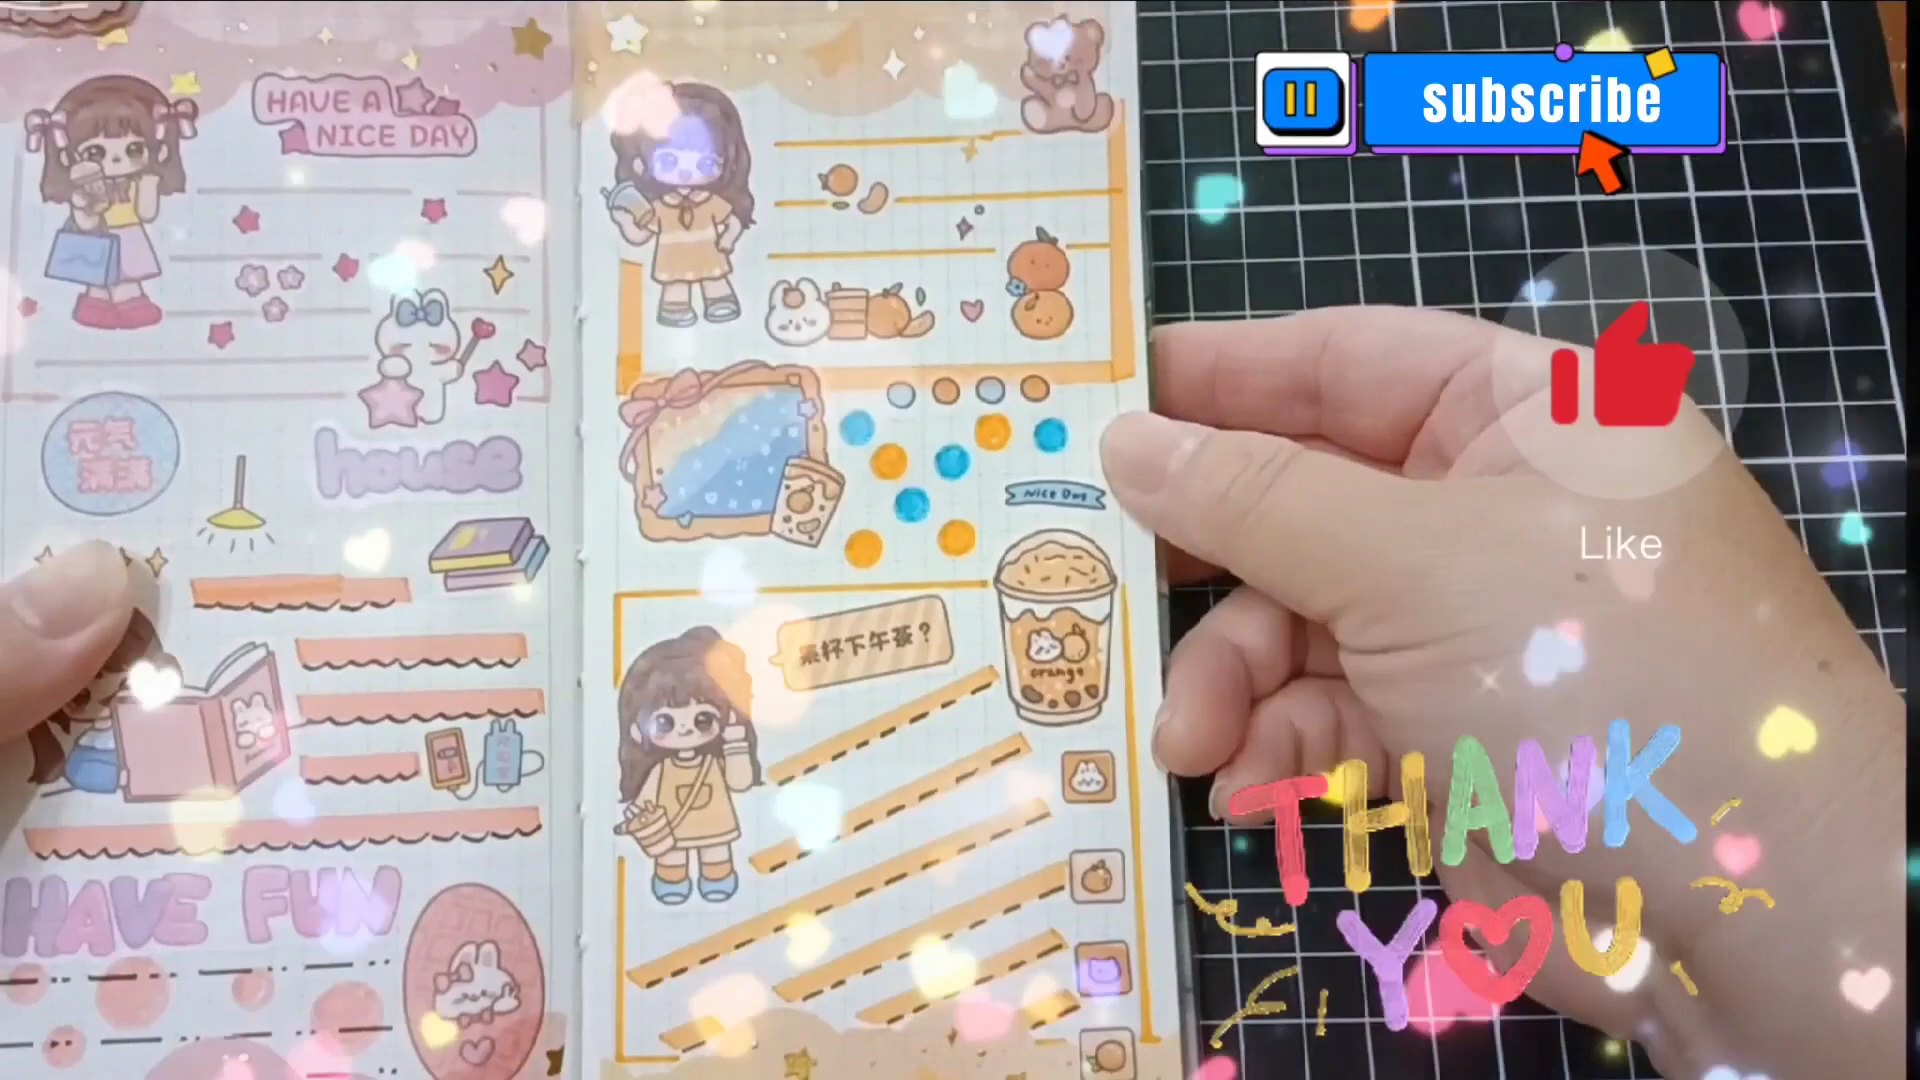 HAVE A
NICE DAY
元气
满满
house
HAVE FUN
Nice Day
来杯下午茶？
orange
subscribe
Like
THANK
YOU